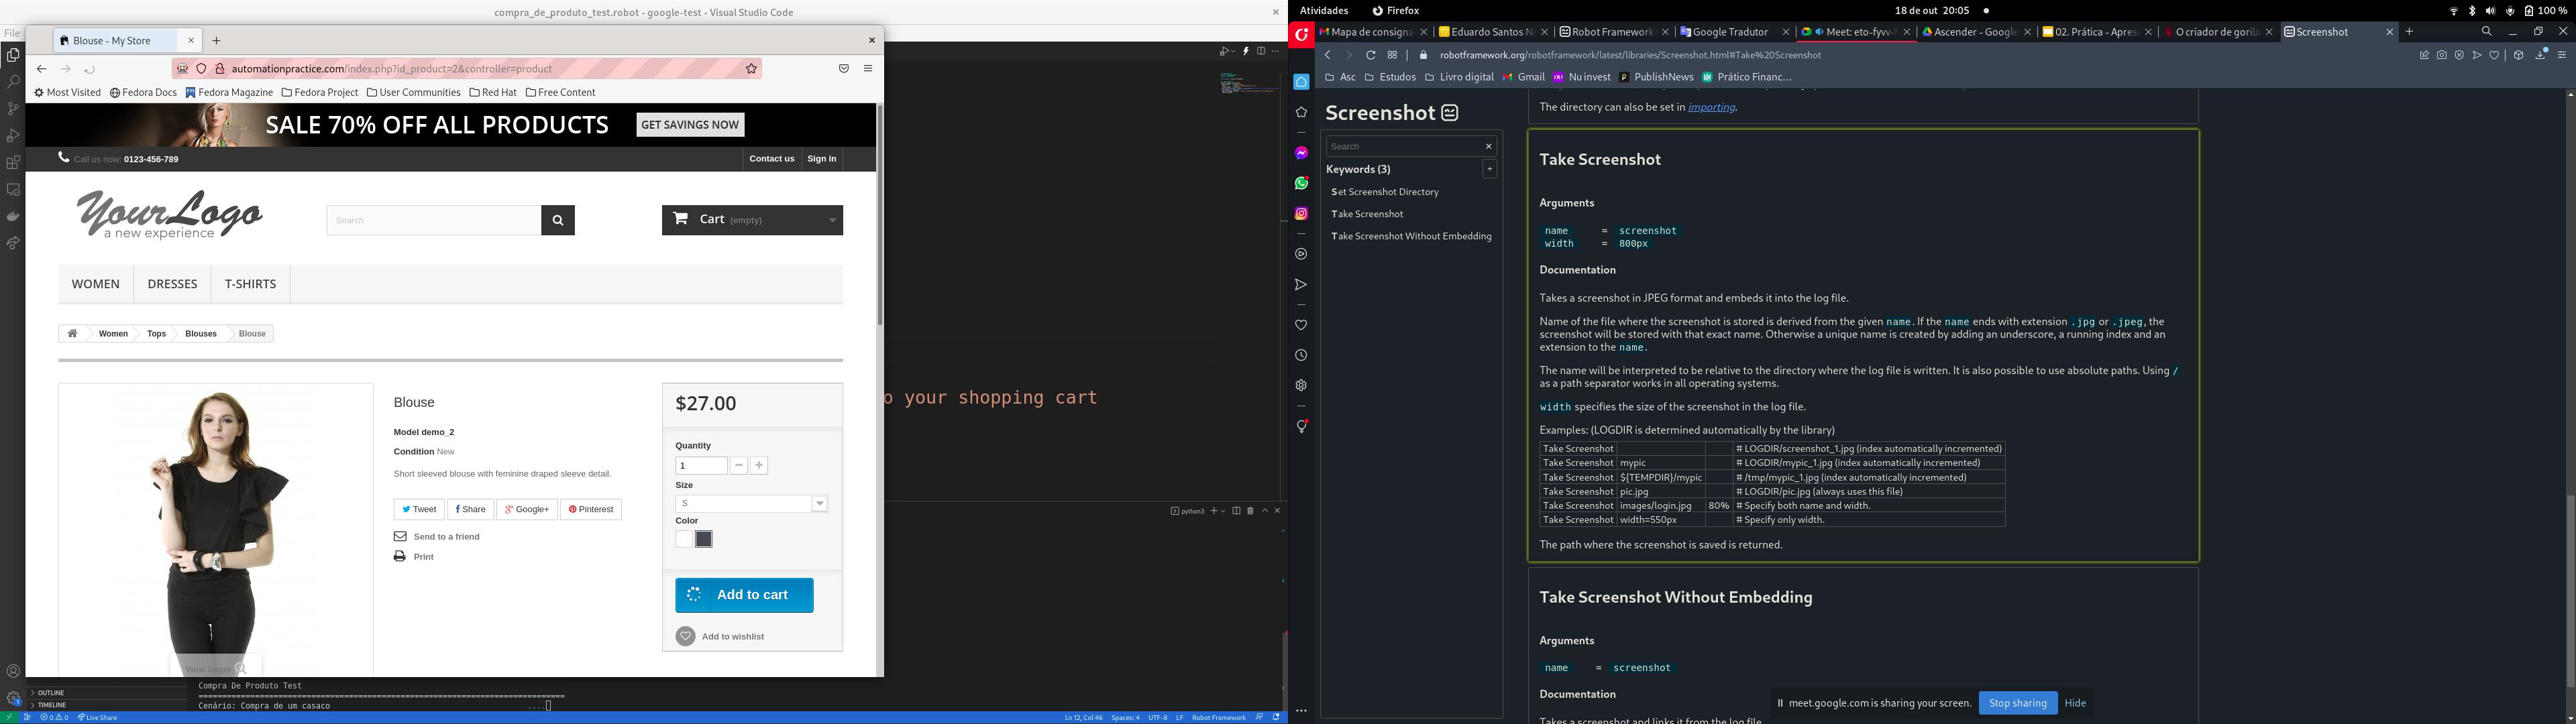 compra_de_produto_test.robot - google-test - Visual Studio Code
File
Blouse - My Store
automationpractice.com/index.php?id_product=2&controller=product
Most Visited Fedora Docs Fedora Magazine Fedora Project User Communities Red Hat Free Content
SALE 70% OFF ALL PRODUCTS GET SAVINGS NOW
Call us now: 0123-456-789 Contact us Sign in
Your Logo
a new experience
Search
Cart (empty)
WOMEN DRESSES T-SHIRTS
Women Tops Blouses Blouse
Blouse
Model demo_2
Condition New
Short sleeved blouse with feminine draped sleeve detail.
Tweet Share Google+ Pinterest
Send to a friend
Print
View larger
$27.00
Quantity
1
Size
S
Color
Add to cart
Add to wishlist
o your shopping cart
python3
OUTLINE
TIMELINE
Compra De Produto Test
==============================================================================
Cenário: Compra de um casaco ....
0 0 Live Share Ln 12, Col 46 Spaces: 4 UTF-8 LF Robot Framework
Atividades Firefox 18 de out 20:05 100 %
Mapa de consigna Eduardo Santos Ne Robot Framework Google Tradutor Meet: eto-fyvv-f Ascender - Google 02. Prática - Apres O criador de gorila Screenshot
robotframework.org/robotframework/latest/libraries/Screenshot.html#Take%20Screenshot
Asc Estudos Livro digital Gmail Nu invest PublishNews Prático Financ…
Screenshot
Search
Keywords (3)
+
Set Screenshot Directory
Take Screenshot
Take Screenshot Without Embedding
The directory can also be set in importing.
Take Screenshot
Arguments
name = screenshot
width = 800px
Documentation
Takes a screenshot in JPEG format and embeds it into the log file.
Name of the file where the screenshot is stored is derived from the given name. If the name ends with extension .jpg or .jpeg, the
screenshot will be stored with that exact name. Otherwise a unique name is created by adding an underscore, a running index and an
extension to the name.
The name will be interpreted to be relative to the directory where the log file is written. It is also possible to use absolute paths. Using /
as a path separator works in all operating systems.
width specifies the size of the screenshot in the log file.
Examples: (LOGDIR is determined automatically by the library)
Take Screenshot # LOGDIR/screenshot_1.jpg (index automatically incremented)
Take Screenshot mypic # LOGDIR/mypic_1.jpg (index automatically incremented)
Take Screenshot ${TEMPDIR}/mypic # /tmp/mypic_1.jpg (index automatically incremented)
Take Screenshot pic.jpg # LOGDIR/pic.jpg (always uses this file)
Take Screenshot images/login.jpg 80% # Specify both name and width.
Take Screenshot width=550px # Specify only width.
The path where the screenshot is saved is returned.
Take Screenshot Without Embedding
Arguments
name = screenshot
Documentation
Takes a screenshot and links it from the log file.
meet.google.com is sharing your screen. Stop sharing Hide